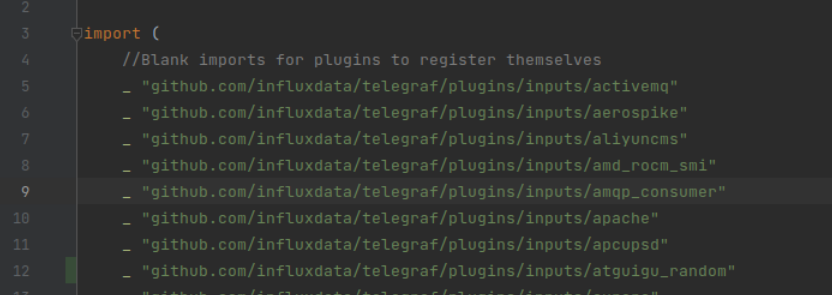 2
3 import (
4 //Blank imports for plugins to register themselves
5 _ "github.com/influxdata/telegraf/plugins/inputs/activemq"
6 _ "github.com/influxdata/telegraf/plugins/inputs/aerospike"
7 _ "github.com/influxdata/telegraf/plugins/inputs/aliyuncms"
8 _ "github.com/influxdata/telegraf/plugins/inputs/amd_rocm_smi"
9 _ "github.com/influxdata/telegraf/plugins/inputs/amqp_consumer"
10 _ "github.com/influxdata/telegraf/plugins/inputs/apache"
11 _ "github.com/influxdata/telegraf/plugins/inputs/apcupsd"
12 _ "github.com/influxdata/telegraf/plugins/inputs/atguigu_random"